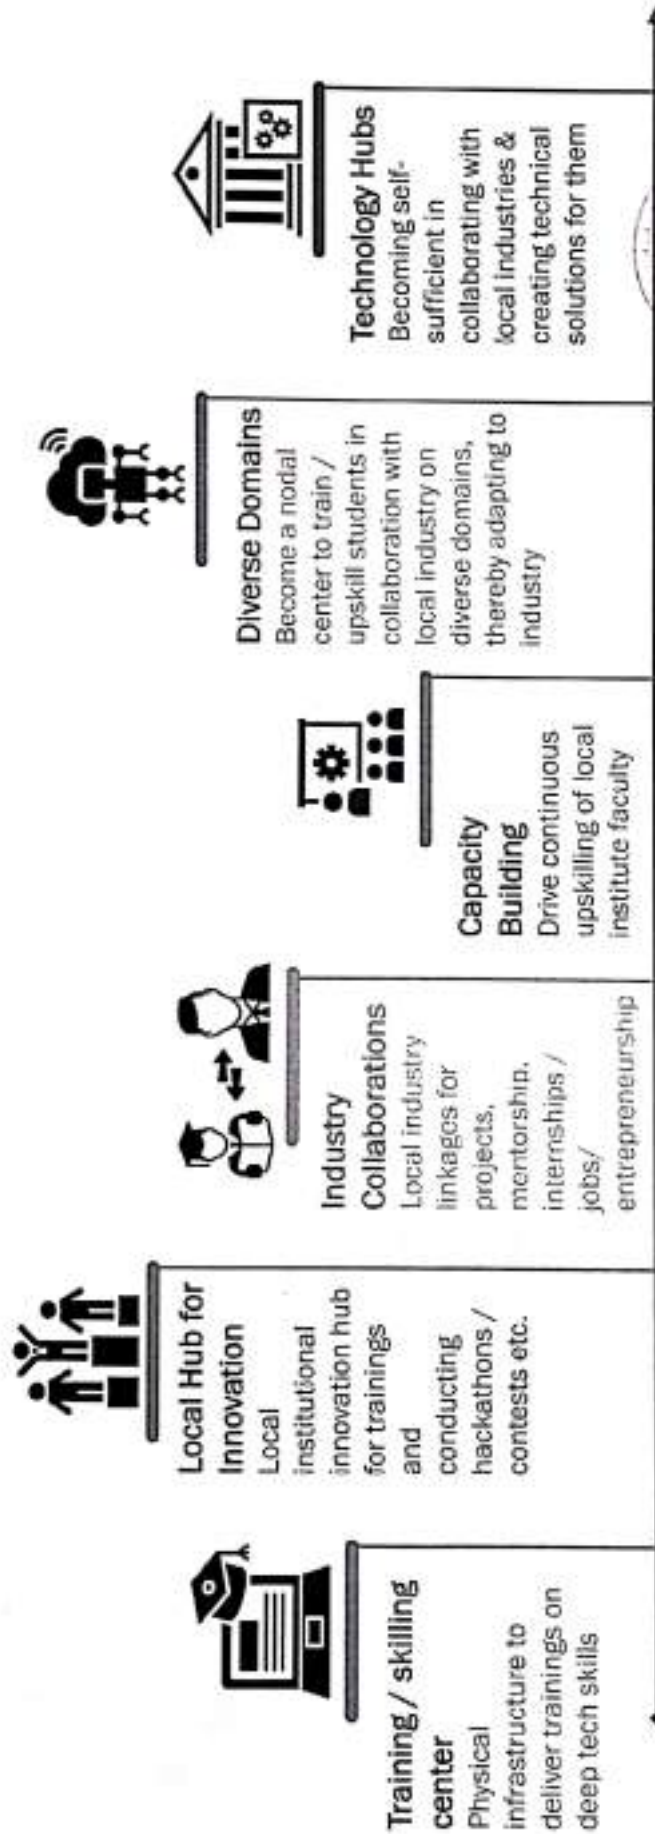 Training / skilling
center
Physical
infrastructure to
deliver trainings on
deep tech skills
Local Hub for
Innovation
Local
institutional
innovation hub
for trainings
and
conducting
hackathons /
contests etc.
Industry
Collaborations
Local industry
linkages for
projects,
mentorship,
internships /
jobs/
entrepreneurship
Capacity
Building
Drive continuous
upskilling of local
institute faculty
Diverse Domains
Become a nodal
center to train /
upskill students in
collaboration with
local industry on
diverse domains,
thereby adapting to
industry
Technology Hubs
Becoming self-
sufficient in
collaborating with
local industries &
creating technical
solutions for them